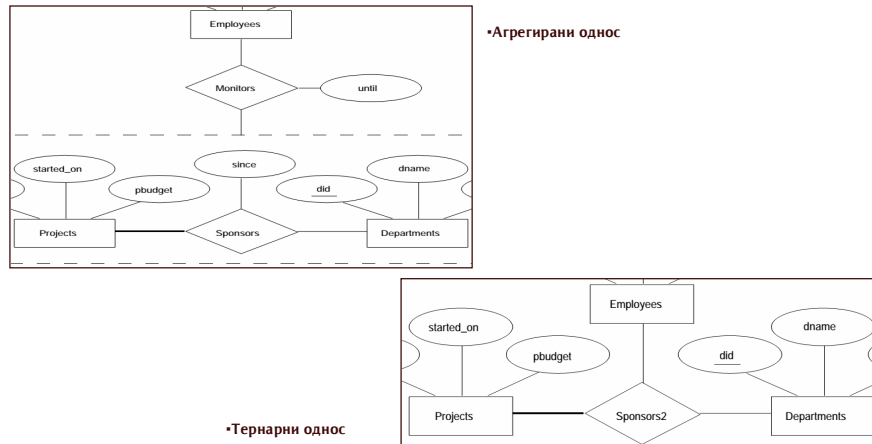 Employees
▪Агрегирани однос
Monitors
until
since
started_on
dname
pbudget
did
Projects
Sponsors
Departments
Employees
started_on
dname
pbudget
did
Projects
Sponsors2
Departments
▪Тернарни однос